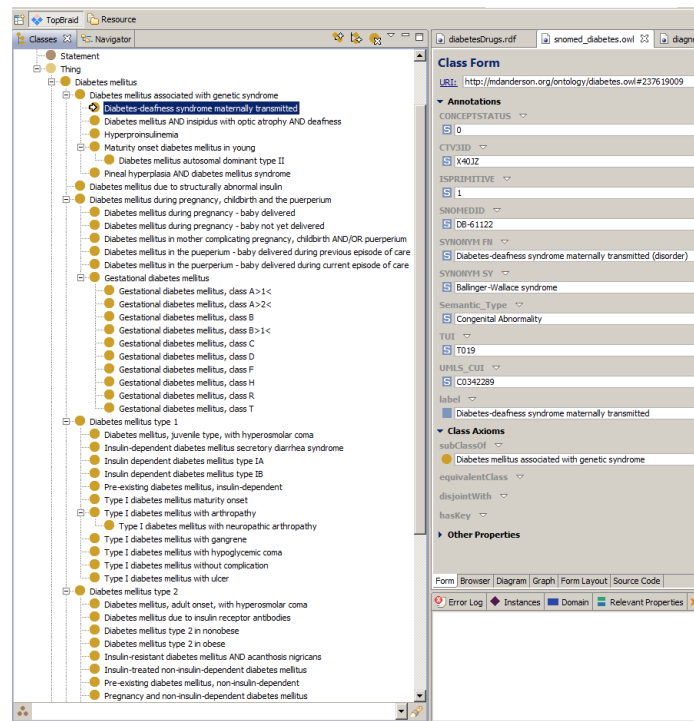 TopBraid Resource
Classes Navigator
Statement
Thing
Diabetes mellitus
Diabetes mellitus associated with genetic syndrome
Diabetes-deafness syndrome maternally transmitted
Diabetes mellitus AND insipidus with optic atrophy AND deafness
Hyperproinsulinemia
Maturity onset diabetes mellitus in young
Diabetes mellitus autosomal dominant type II
Pineal hyperplasia AND diabetes mellitus syndrome
Diabetes mellitus due to structurally abnormal insulin
Diabetes mellitus during pregnancy, childbirth and the puerperium
Diabetes mellitus during pregnancy - baby delivered
Diabetes mellitus during pregnancy - baby not yet delivered
Diabetes mellitus in mother complicating pregnancy, childbirth AND/OR puerperium
Diabetes mellitus in the pueperium - baby delivered during previous episode of care
Diabetes mellitus in the puerperium - baby delivered during current episode of care
Gestational diabetes mellitus
Gestational diabetes mellitus, class A>1<
Gestational diabetes mellitus, class A>2<
Gestational diabetes mellitus, class B
Gestational diabetes mellitus, class B>1<
Gestational diabetes mellitus, class C
Gestational diabetes mellitus, class D
Gestational diabetes mellitus, class F
Gestational diabetes mellitus, class H
Gestational diabetes mellitus, class R
Gestational diabetes mellitus, class T
Diabetes mellitus type 1
Diabetes mellitus, juvenile type, with hyperosmolar coma
Insulin-dependent diabetes mellitus secretory diarrhea syndrome
Insulin dependent diabetes mellitus type IA
Insulin dependent diabetes mellitus type IB
Pre-existing diabetes mellitus, insulin-dependent
Type I diabetes mellitus maturity onset
Type I diabetes mellitus with arthropathy
Type I diabetes mellitus with neuropathic arthropathy
Type I diabetes mellitus with gangrene
Type I diabetes mellitus with hypoglycemic coma
Type I diabetes mellitus without complication
Type I diabetes mellitus with ulcer
Diabetes mellitus type 2
Diabetes mellitus, adult onset, with hyperosmolar coma
Diabetes mellitus due to insulin receptor antibodies
Diabetes mellitus type 2 in nonobese
Diabetes mellitus type 2 in obese
Insulin-resistant diabetes mellitus AND acanthosis nigricans
Insulin-treated non-insulin-dependent diabetes mellitus
Pre-existing diabetes mellitus, non-insulin-dependent
Pregnancy and non-insulin-dependent diabetes mellitus
diabetesDrugs.rdf snomed_diabetes.owl diagn
Class Form
URI: http://mdanderson.org/ontology/diabetes.owl#237619009
Annotations
CONCEPTSTATUS
S 0
CTV3ID
S X40JZ
ISPRIMITIVE
S 1
SNOMEDID
S DB-61122
SYNONYM FN
S Diabetes-deafness syndrome maternally transmitted (disorder)
SYNONYM SY
S Ballinger-Wallace syndrome
Semantic_Type
S Congenital Abnormality
TUI
S T019
UMLS_CUI
S C0342289
label
Diabetes-deafness syndrome maternally transmitted
Class Axioms
subClassOf
Diabetes mellitus associated with genetic syndrome
equivalentClass
disjointWith
hasKey
Other Properties
Form Browser Diagram Graph Form Layout Source Code
Error Log Instances Domain Relevant Properties